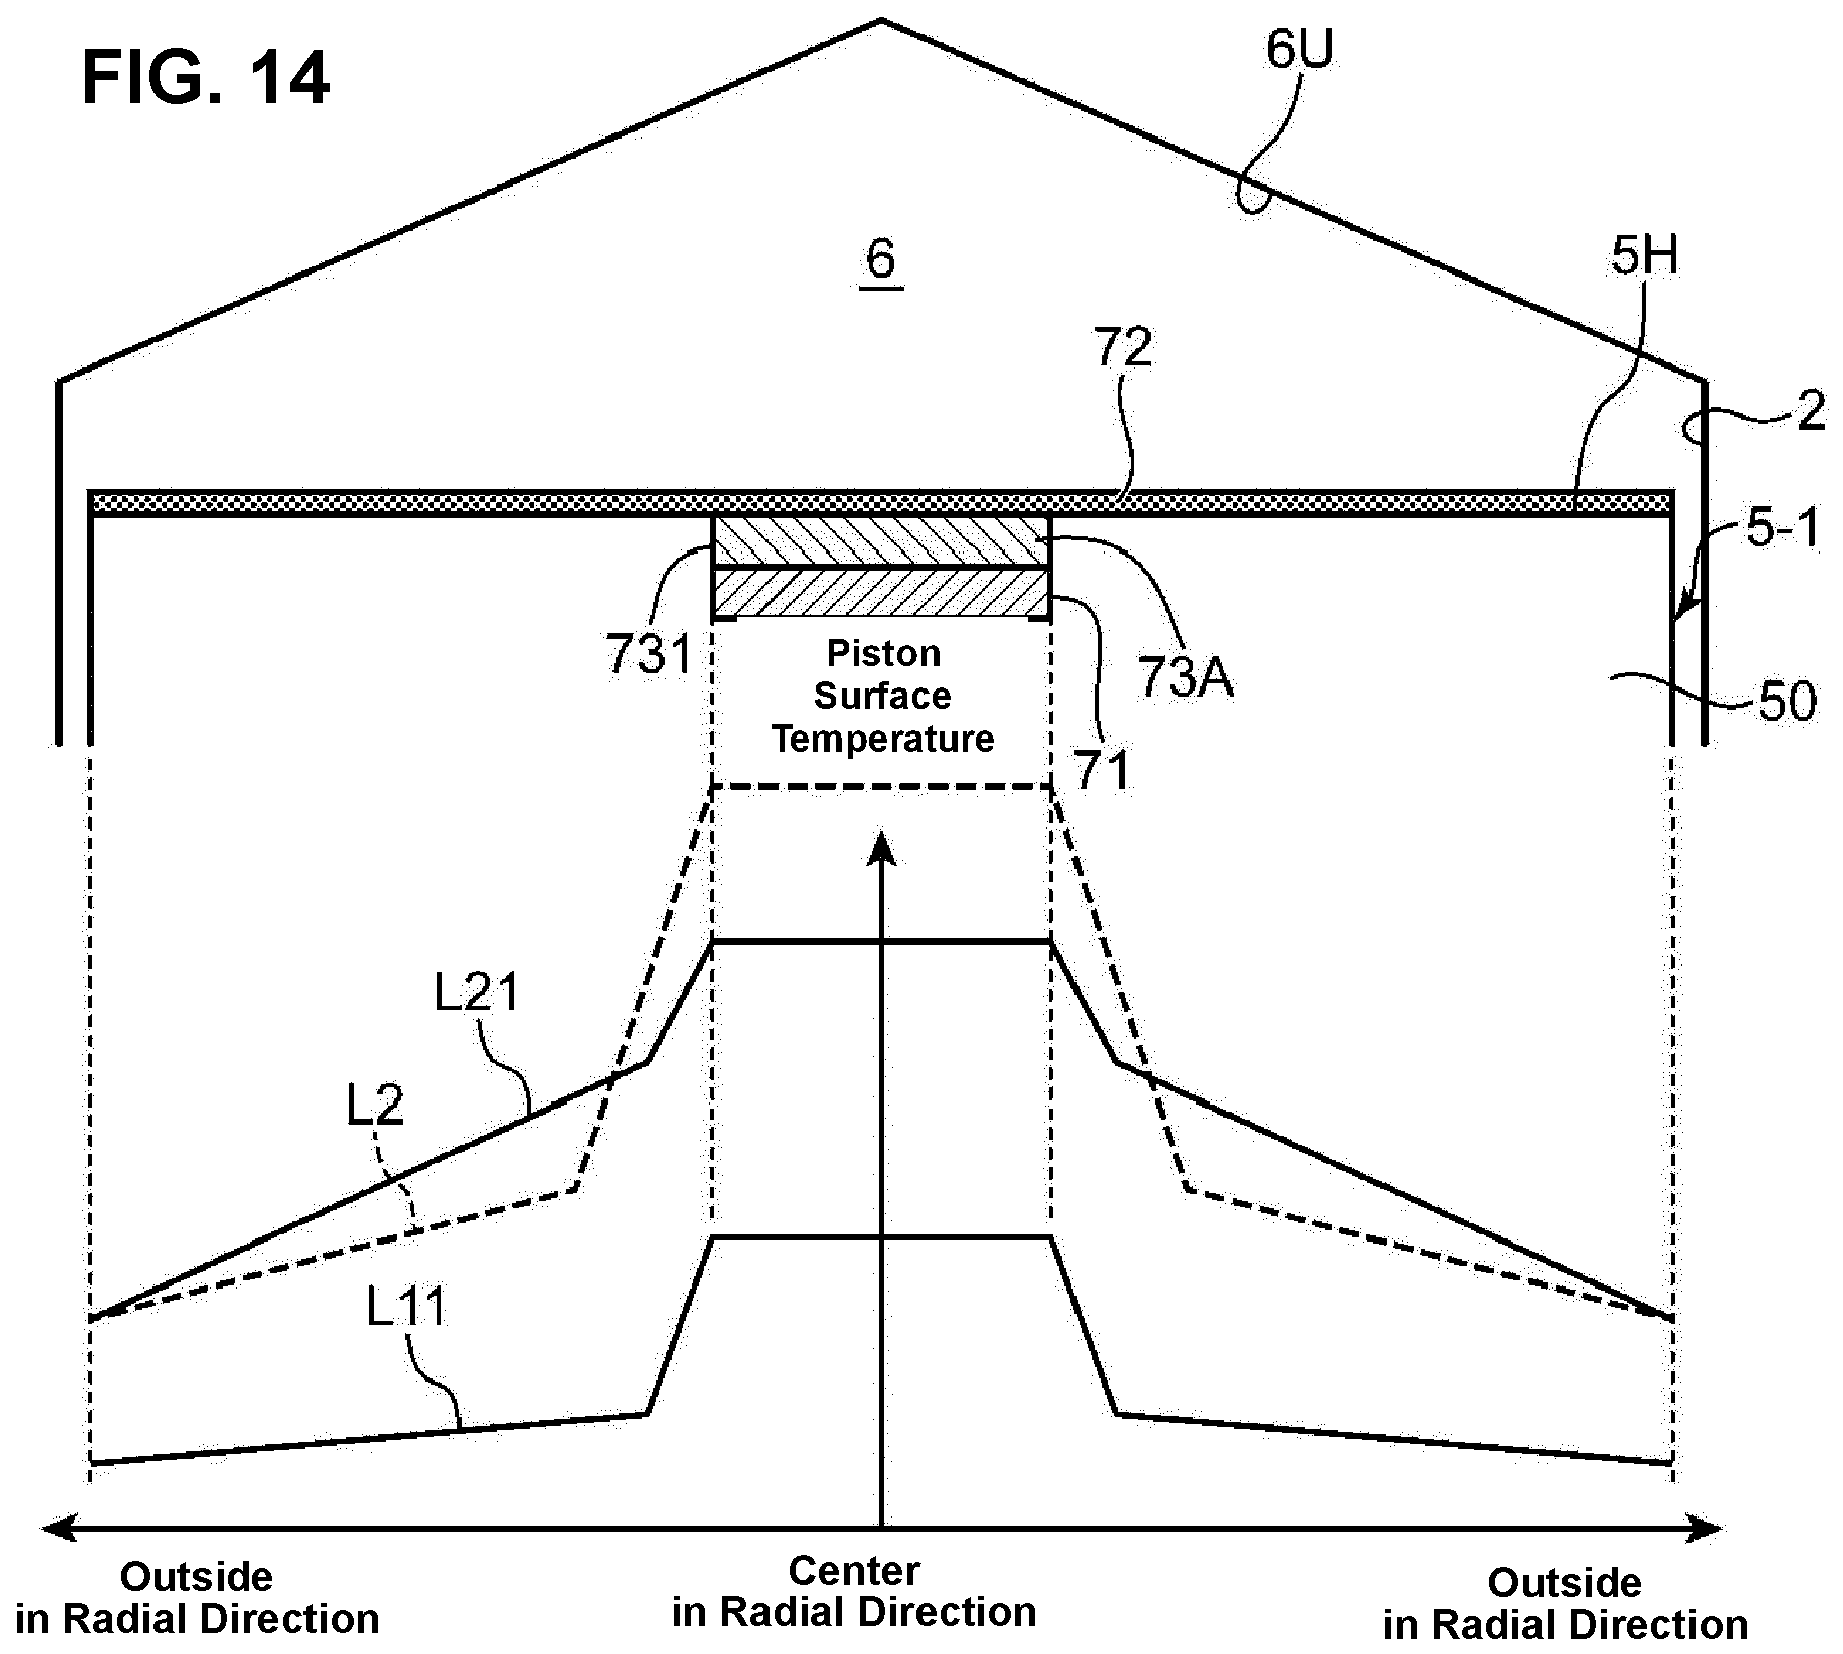 FIG. 14
6U
6
5H
72
2
5-1
731
73A
50
71
Piston
Surface
Temperature
L21
L2
L11
Outside
in Radial Direction
Center
in Radial Direction
Outside
in Radial Direction